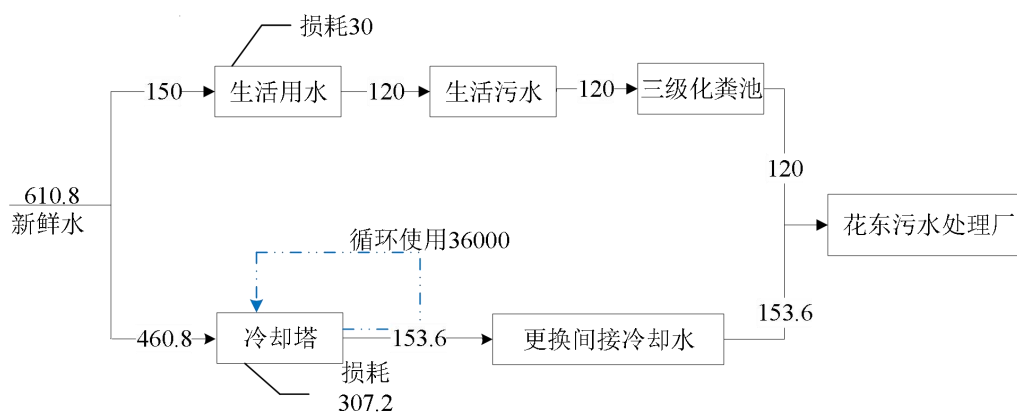 损耗30
150
生活用水
120
生活污水
120
三级化粪池
120
610.8
新鲜水
花东污水处理厂
循环使用36000
460.8
冷却塔
153.6
更换间接冷却水
153.6
损耗
307.2